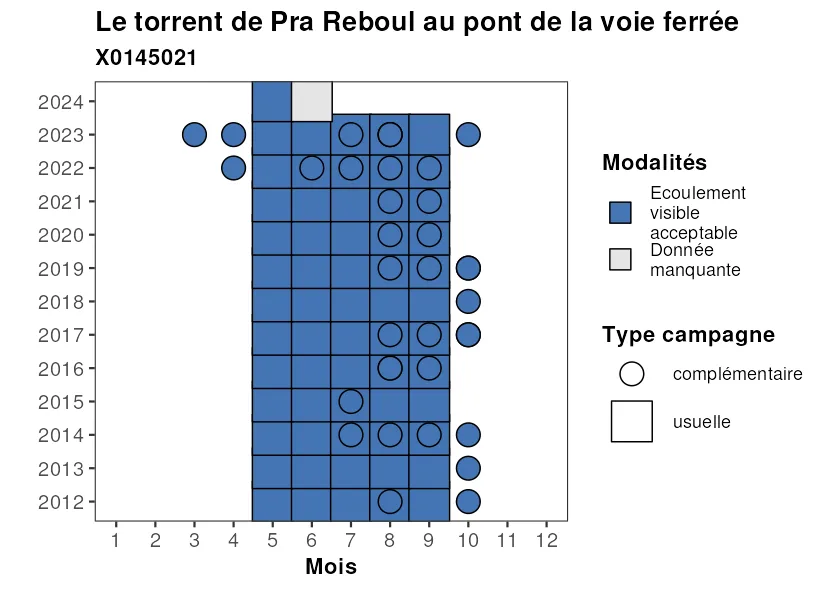 Le torrent de Pra Reboul au pont de la voie ferrée
X0145021
2024
2023
2022
2021
2020
2019
2018
2017
2016
2015
2014
2013
2012
1 2 3 4 5 6 7 8 9 10 11 12
Mois
Modalités
Ecoulement
visible
acceptable
Donnée
manquante
Type campagne
complémentaire
usuelle